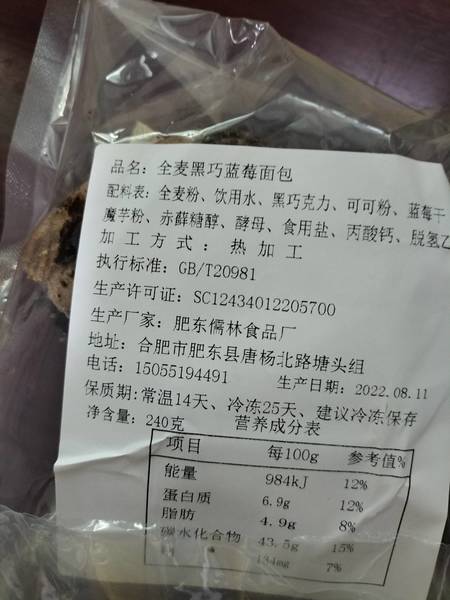 品名：全麦黑巧蓝莓面包
配料表：全麦粉、饮用水、黑巧克力、可可粉、蓝莓干
魔芋粉、赤藓糖醇、酵母、食用盐、丙酸钙、脱氢乙
加工方式：热加工
执行标准：GB/T20981
生产许可证：SC12434012205700
生产厂家：肥东儒林食品厂
地址：合肥市肥东县唐杨北路塘头组
电话：15055194491 生产日期：2022.08.11
保质期:常温14天、冷冻25天、建议冷冻保存
净含量：240克 营养成分表
项目 每100g 参考值%
能量 984kJ 12%
蛋白质 6.9g 12%
脂肪 4.9g 8%
碳水化合物 43.5g 15%
134mg 7%